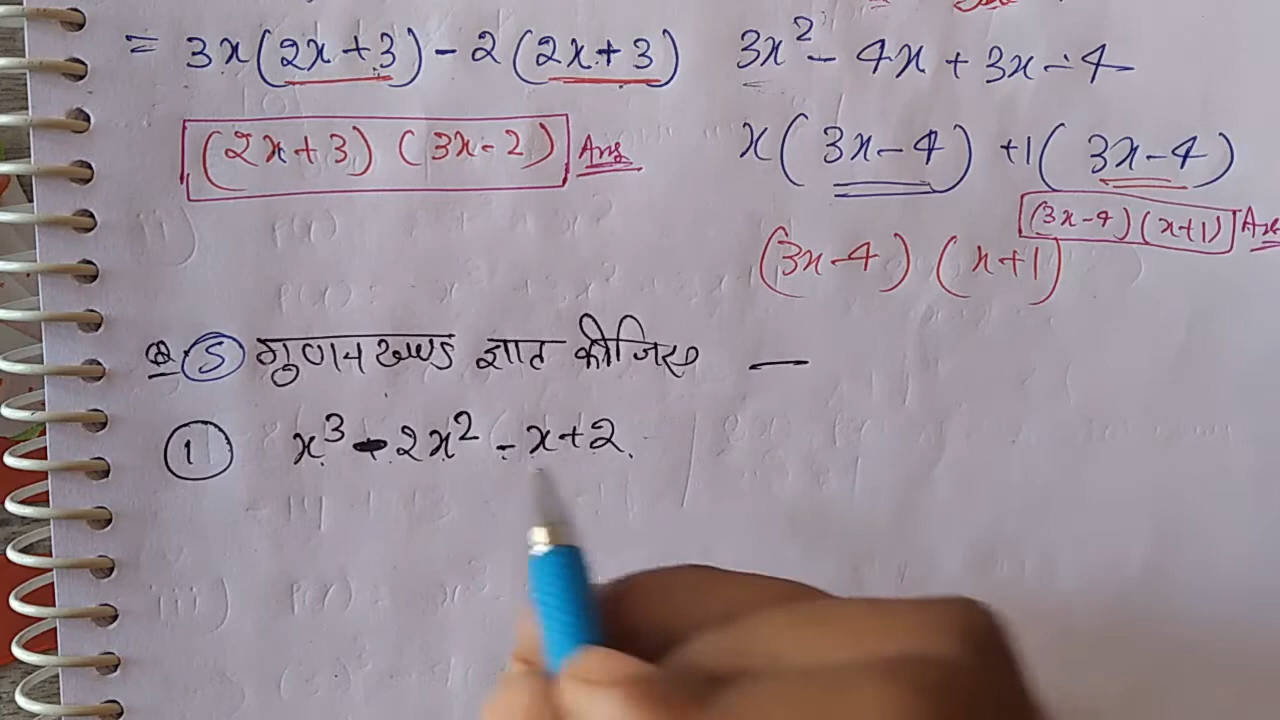 = 3x(2x+3) - 2(2x+3)
(2x+3) (3x-2) Ans
3x² - 4x + 3x - 4
x(3x-4) +1(3x-4)
(3x-4) (x+1) Ans
(3x-4) (x+1)
Q. 5 गुणनखण्ड ज्ञात कीजिए —
1 x³ - 2x² - x + 2